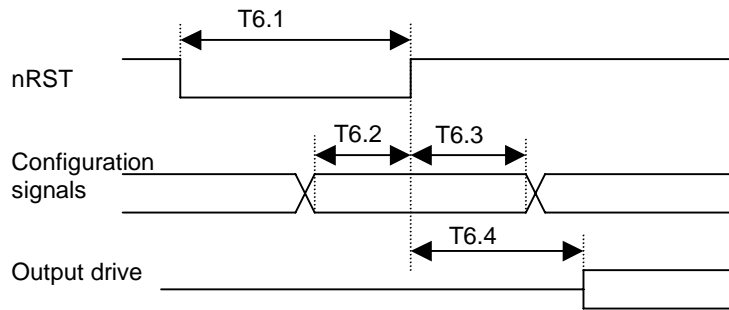 T6.1
nRST
T6.2
T6.3
Configuration
signals
T6.4
Output drive